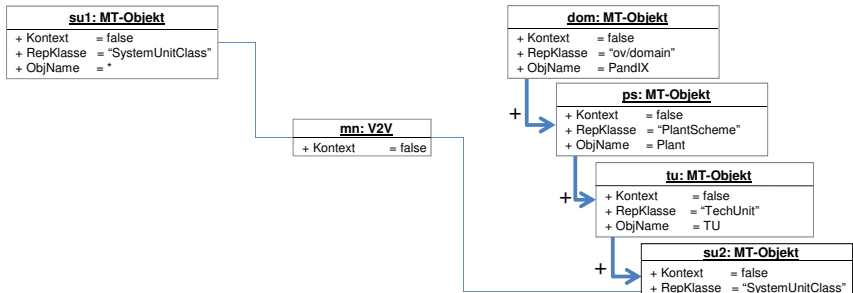 su1: MT-Objekt
+ Kontext = false
+ RepKlasse = “SystemUnitClass”
+ ObjName = *
dom: MT-Objekt
+ Kontext = false
+ RepKlasse = “ov/domain”
+ ObjName = PandIX
+
ps: MT-Objekt
+ Kontext = false
+ RepKlasse = “PlantScheme”
+ ObjName = Plant
mn: V2V
+ Kontext = false
+
tu: MT-Objekt
+ Kontext = false
+ RepKlasse = “TechUnit”
+ ObjName = TU
+
su2: MT-Objekt
+ Kontext = false
+ RepKlasse = “SystemUnitClass”